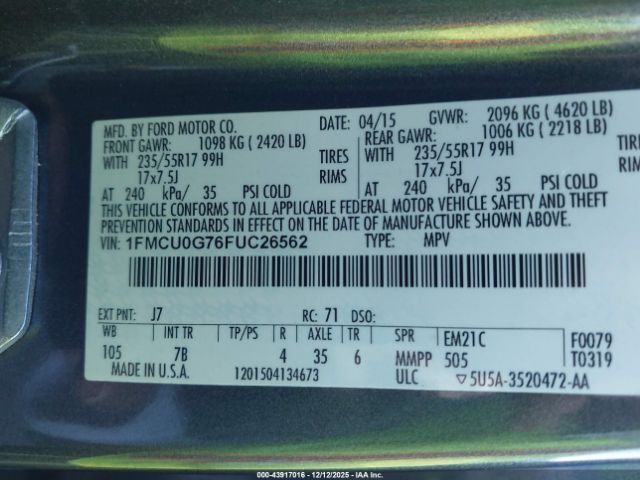 MFD. BY FORD MOTOR CO.
DATE: 04/15 GVWR: 2096 KG ( 4620 LB)
FRONT GAWR: 1098 KG ( 2420 LB) REAR GAWR: 1006 KG ( 2218 LB)
WITH 235/55R17 99H TIRES WITH 235/55R17 99H TIRES
17x7.5J RIMS 17x7.5J RIMS
AT 240 kPa/ 35 PSI COLD AT 240 kPa/ 35 PSI COLD
THIS VEHICLE CONFORMS TO ALL APPLICABLE FEDERAL MOTOR VEHICLE SAFETY AND THEFT
PREVENTION STANDARDS IN EFFECT ON THE DATE OF MANUFACTURE SHOWN ABOVE.
VIN: 1FMCU0G76FUC26562 TYPE: MPV
EXT PNT: J7 RC: 71 DSO:
WB INT TR TP/PS R AXLE TR SPR EM21C F0079
105 7B 4 35 6 MMPP 505 T0319
MADE IN U.S.A. 1201504134673 ULC ▽5U5A-3520472-AA
000-43917016 - 12/12/2025 - IAA Inc.